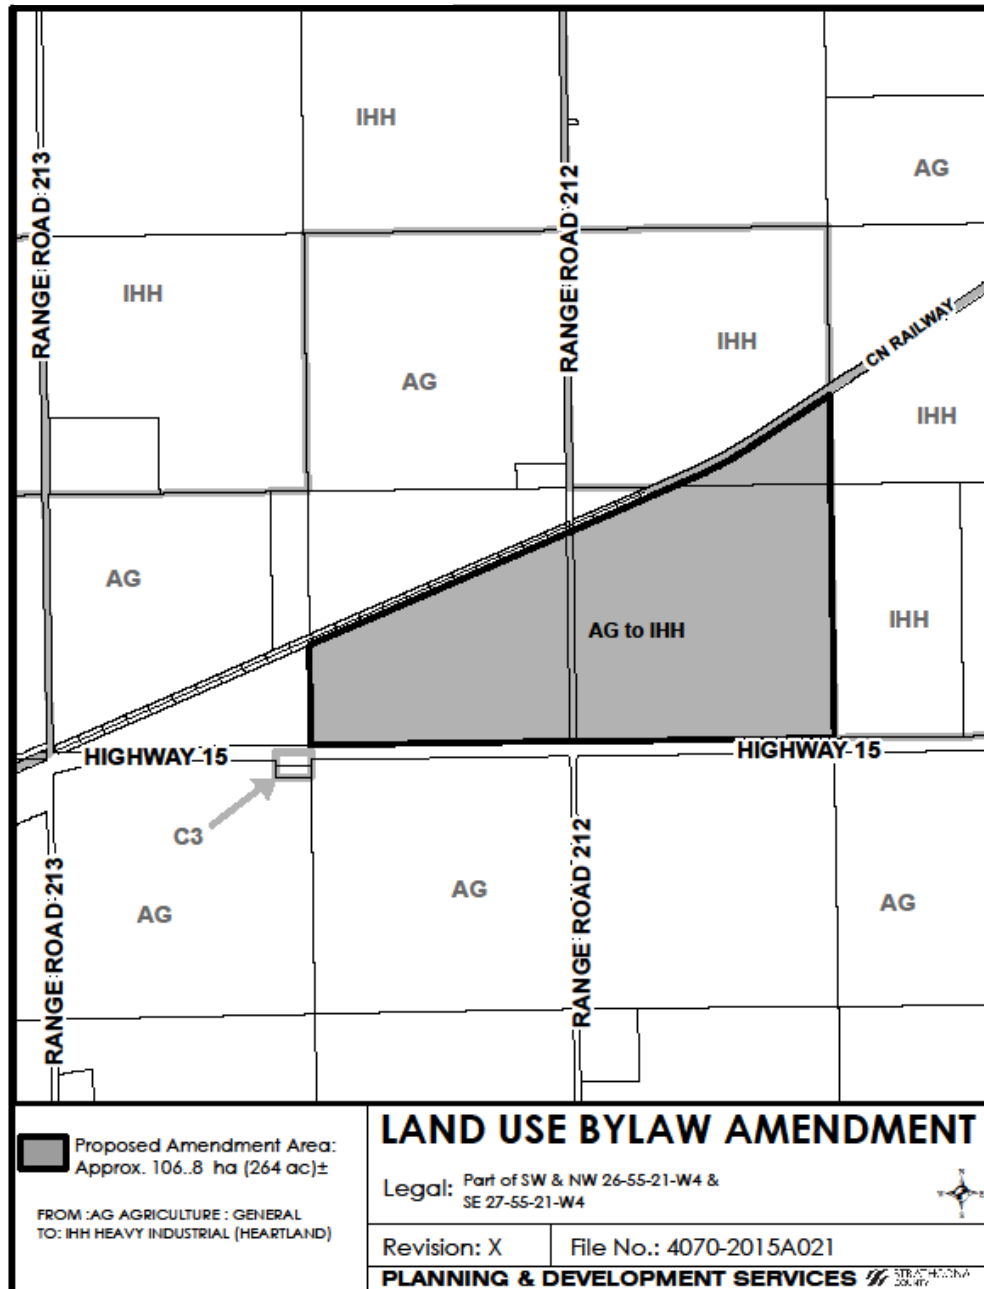 IHH
AG
RANGE ROAD 213
RANGE ROAD 212
IHH
IHH
CN RAILWAY
AG
IHH
AG
AG to IHH
IHH
HIGHWAY 15
HIGHWAY 15
C3
AG
AG
AG
RANGE ROAD 213
RANGE ROAD 212
Proposed Amendment Area:
Approx. 106..8 ha (264 ac)±
FROM :AG AGRICULTURE : GENERAL
TO: IHH HEAVY INDUSTRIAL (HEARTLAND)
LAND USE BYLAW AMENDMENT
Legal: Part of SW & NW 26-55-21-W4 &
SE 27-55-21-W4
N
W E
S
Revision: X
File No.: 4070-2015A021
PLANNING & DEVELOPMENT SERVICES
STRATHCONA
COUNTY